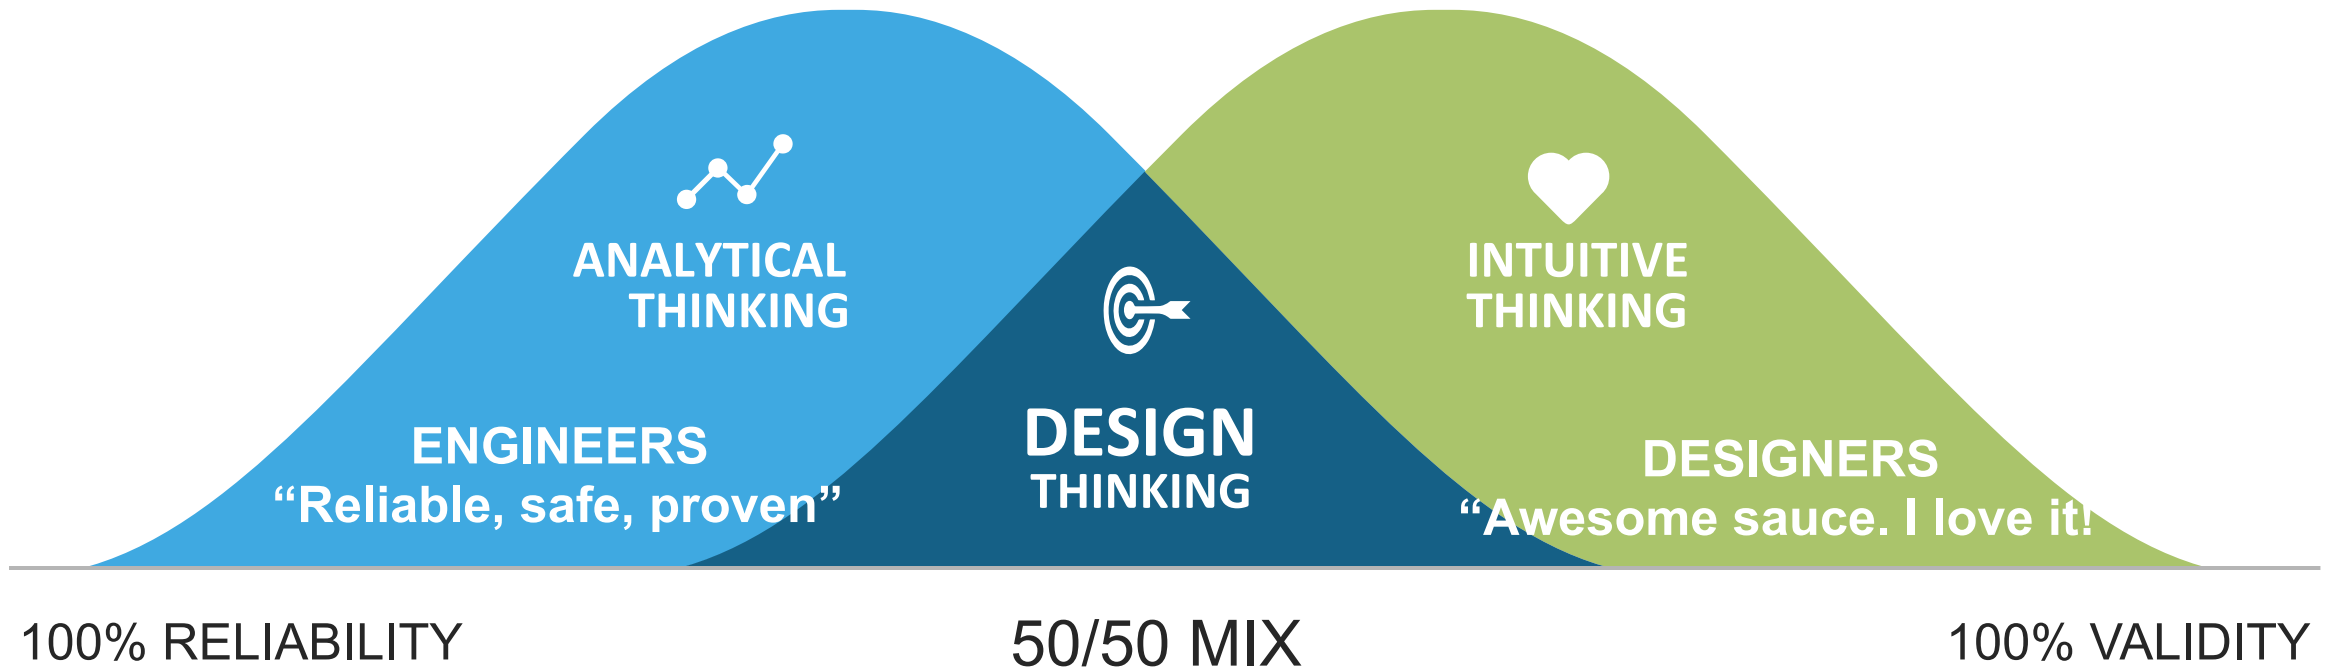 ANALYTICAL
THINKING
INTUITIVE
THINKING
DESIGN
THINKING
ENGINEERS
“Reliable, safe, proven”
DESIGNERS
“Awesome sauce. I love it!
100% RELIABILITY
50/50 MIX
100% VALIDITY